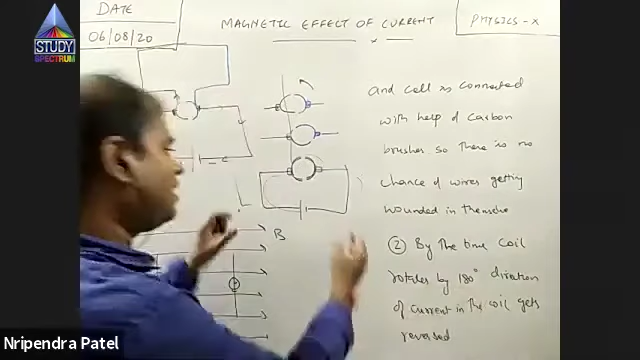 DATE
06/08/20
STUDY
SPECTRUM
MAGNETIC EFFECT OF CURRENT
PHYSICS - X
and cell is connected
with help of carbon
brushes so there is no
chance of wires getting
wounded in themselve
B
② By the time coil
rotates by 180° direction
of current in the coil gets
reversed
Nripendra Patel